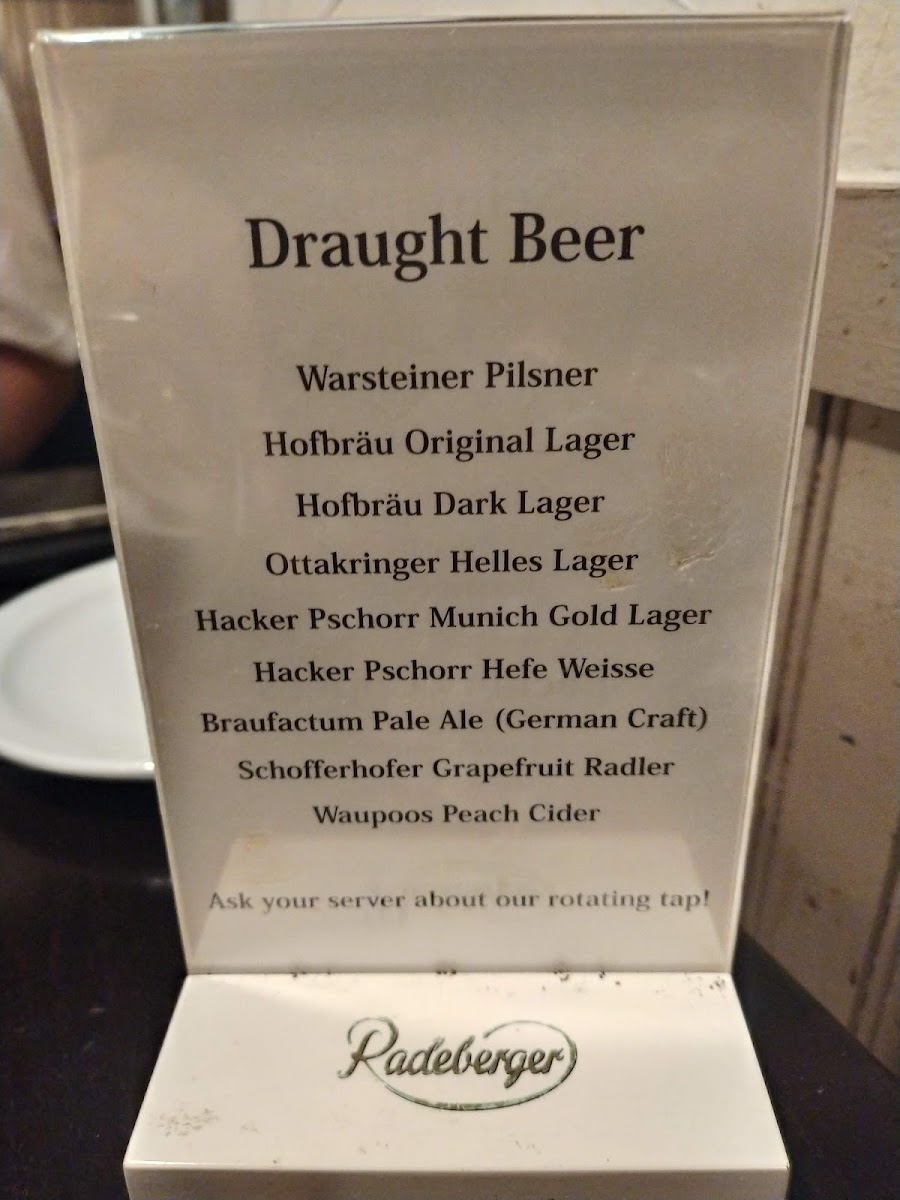 Draught Beer
Warsteiner Pilsner
Hofbräu Original Lager
Hofbräu Dark Lager
Ottakringer Helles Lager
Hacker Pschorr Munich Gold Lager
Hacker Pschorr Hefe Weisse
Braufactum Pale Ale (German Craft)
Schofferhofer Grapefruit Radler
Waupoos Peach Cider
Ask your server about our rotating tap!
Radeberger